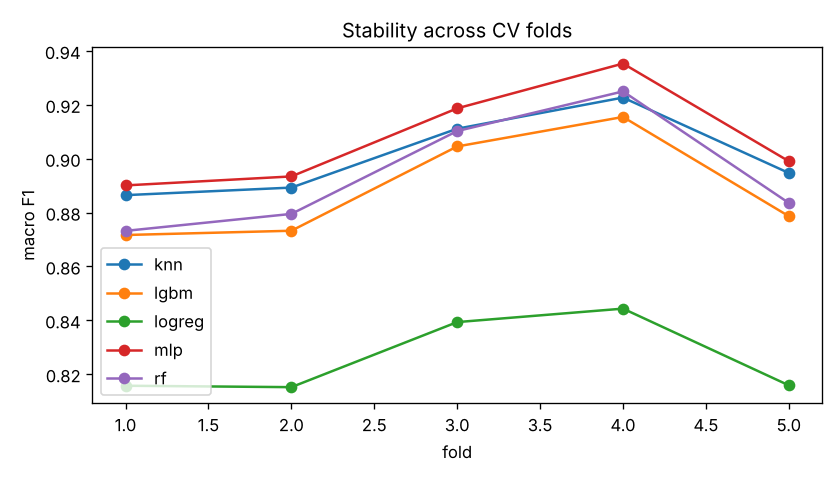 Stability across CV folds
macro F1
0.94
0.92
0.90
0.88
0.86
0.84
0.82
knn
lgbm
logreg
mlp
rf
1.0 1.5 2.0 2.5 3.0 3.5 4.0 4.5 5.0
fold